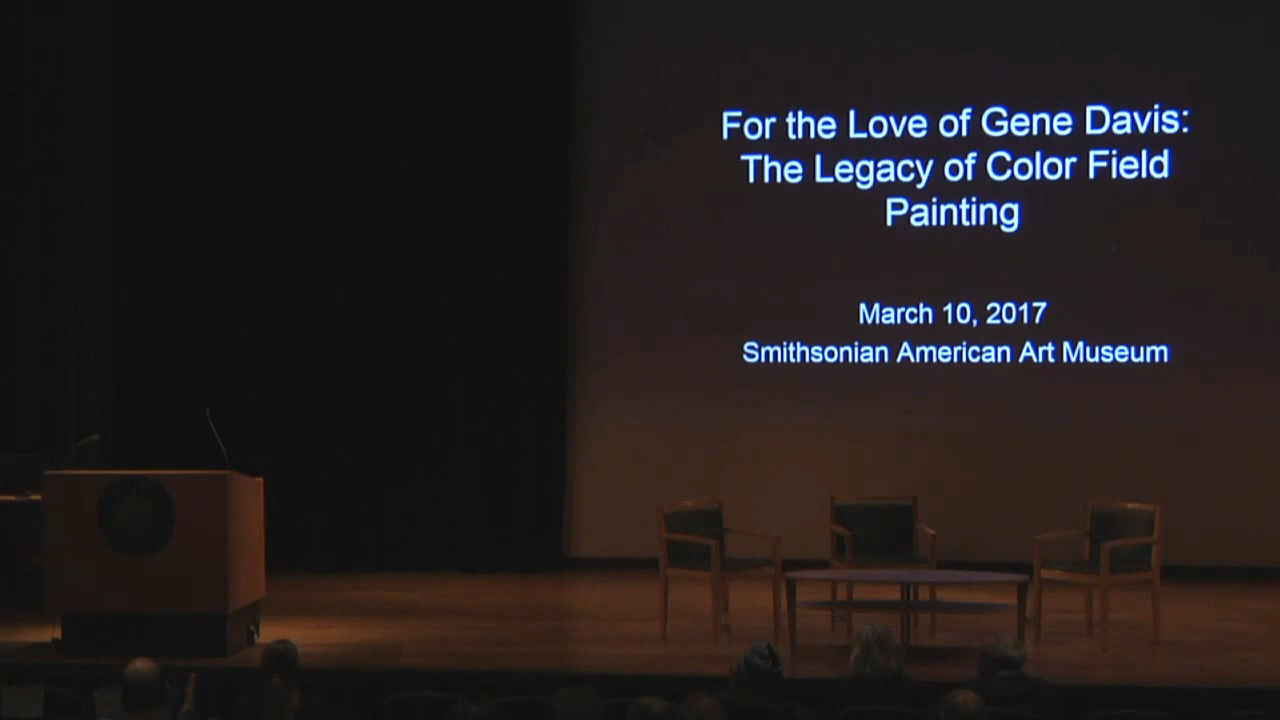 For the Love of Gene Davis:
The Legacy of Color Field
Painting
March 10, 2017
Smithsonian American Art Museum